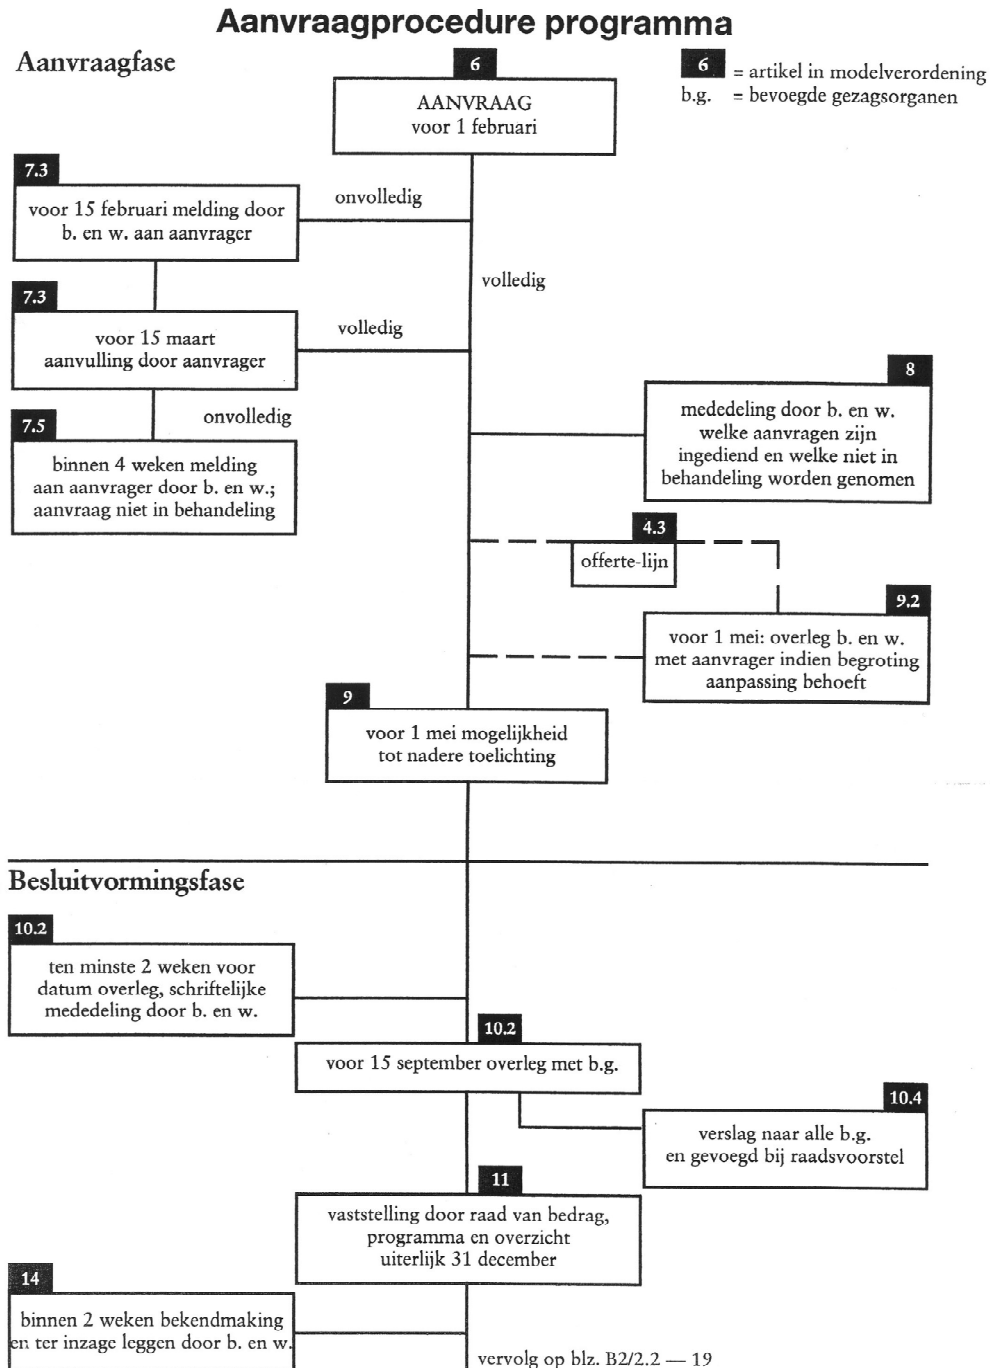 Aanvraagprocedure programma
Aanvraagfase
6
6 = artikel in modelverordening
b.g. = bevoegde gezagsorganen
AANVRAAG
voor 1 februari
7.3
onvolledig
voor 15 februari melding door
b. en w. aan aanvrager
volledig
7.3
volledig
voor 15 maart
aanvulling door aanvrager
8
mededeling door b. en w.
welke aanvragen zijn
ingediend en welke niet in
behandeling worden genomen
onvolledig
7.5
binnen 4 weken melding
aan aanvrager door b. en w.;
aanvraag niet in behandeling
4.3
offerte-lijn
9.2
voor 1 mei: overleg b. en w.
met aanvrager indien begroting
aanpassing behoeft
9
voor 1 mei mogelijkheid
tot nadere toelichting
Besluitvormingsfase
10.2
ten minste 2 weken voor
datum overleg, schriftelijke
mededeling door b. en w.
10.2
voor 15 september overleg met b.g.
10.4
verslag naar alle b.g.
en gevoegd bij raadsvoorstel
11
vaststelling door raad van bedrag,
programma en overzicht
uiterlijk 31 december
14
binnen 2 weken bekendmaking
en ter inzage leggen door b. en w.
vervolg op blz. B2/2.2 — 19